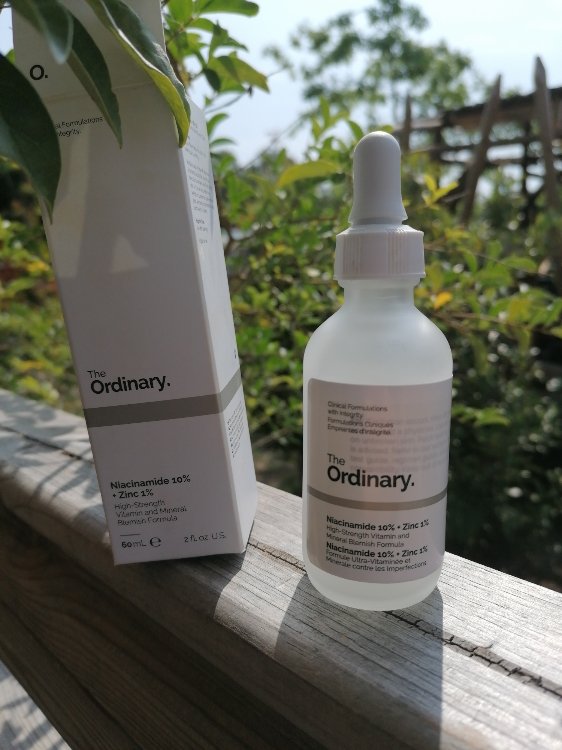 O.
Formulations
Integrity.
The
Ordinary.
Niacinamide 10%
+ Zinc 1%
High-Strength
Vitamin and Mineral
Blemish Formula
60 mL ℮ 2 fl oz U.S.
Clinical Formulations
with Integrity.
Formulations Cliniques
Empreintes d'Intégrité.
The
Ordinary.
Niacinamide 10% + Zinc 1%
High-Strength Vitamin and
Mineral Blemish Formula
Niacinamide 10% + Zinc 1%
Formule Ultra-Vitaminée et
Minérale contre les Imperfections